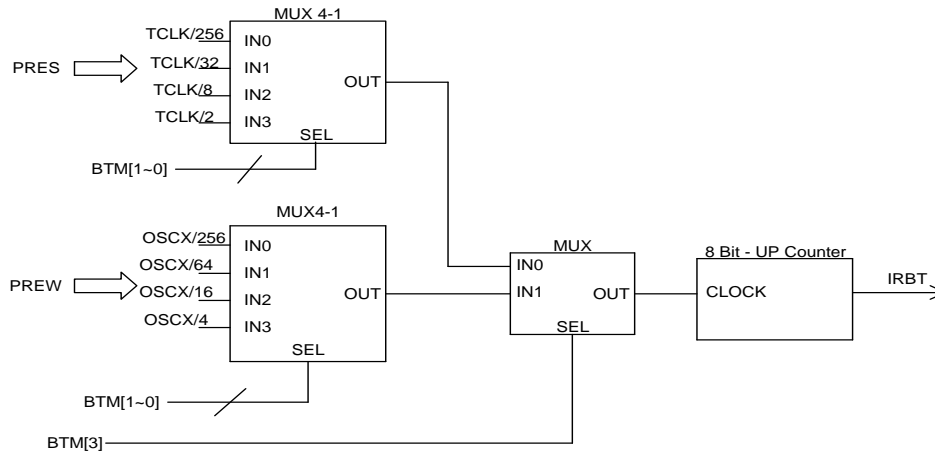 MUX 4-1
PRES
TCLK/256
TCLK/32
TCLK/8
TCLK/2
IN0
IN1
IN2
IN3
OUT
SEL
BTM[1~0]
MUX4-1
PREW
OSCX/256
OSCX/64
OSCX/16
OSCX/4
IN0
IN1
IN2
IN3
OUT
SEL
BTM[1~0]
BTM[3]
MUX
IN0
IN1
OUT
SEL
8 Bit - UP Counter
CLOCK
IRBT